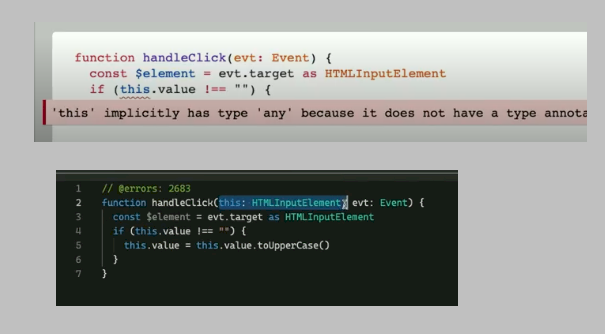 function handleClick(evt: Event) {
const $element = evt.target as HTMLInputElement
if (this.value !== "") {
'this' implicitly has type 'any' because it does not have a type annota
1 // @errors: 2683
2 function handleClick(this: HTMLInputElement, evt: Event) {
3 const $element = evt.target as HTMLInputElement
4 if (this.value !== "") {
5 this.value = this.value.toUpperCase()
6 }
7 }